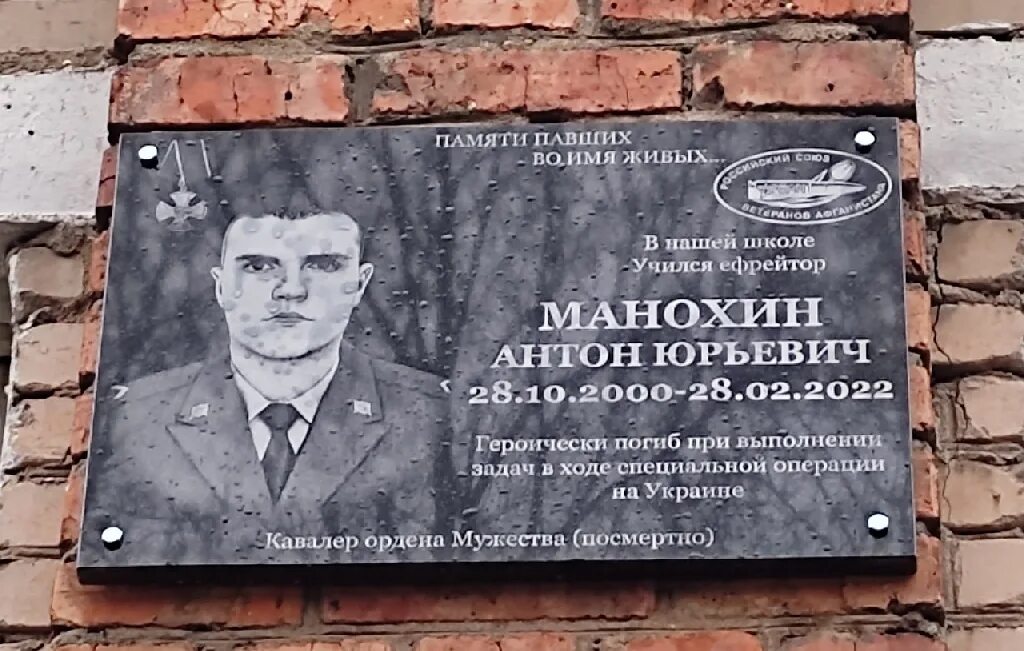 ПАМЯТИ ПАВШИХ
ВО ИМЯ ЖИВЫХ...
РОССИЙСКИЙ СОЮЗ
ВЕТЕРАНОВ АФГАНИСТАНА
В нашей школе
Учился ефрейтор
МАНОХИН
АНТОН ЮРЬЕВИЧ
28.10.2000-28.02.2022
Героически погиб при выполнении
задач в ходе специальной операции
на Украине
Кавалер ордена Мужества (посмертно)